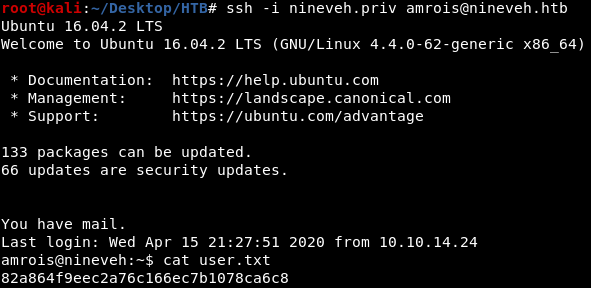 root@kali:~/Desktop/HTB# ssh -i nineveh.priv amrois@nineveh.htb
Ubuntu 16.04.2 LTS
Welcome to Ubuntu 16.04.2 LTS (GNU/Linux 4.4.0-62-generic x86_64)
* Documentation:  https://help.ubuntu.com
* Management:     https://landscape.canonical.com
* Support:        https://ubuntu.com/advantage
133 packages can be updated.
66 updates are security updates.
You have mail.
Last login: Wed Apr 15 21:27:51 2020 from 10.10.14.24
amrois@nineveh:~$ cat user.txt
82a864f9eec2a76c166ec7b1078ca6c8